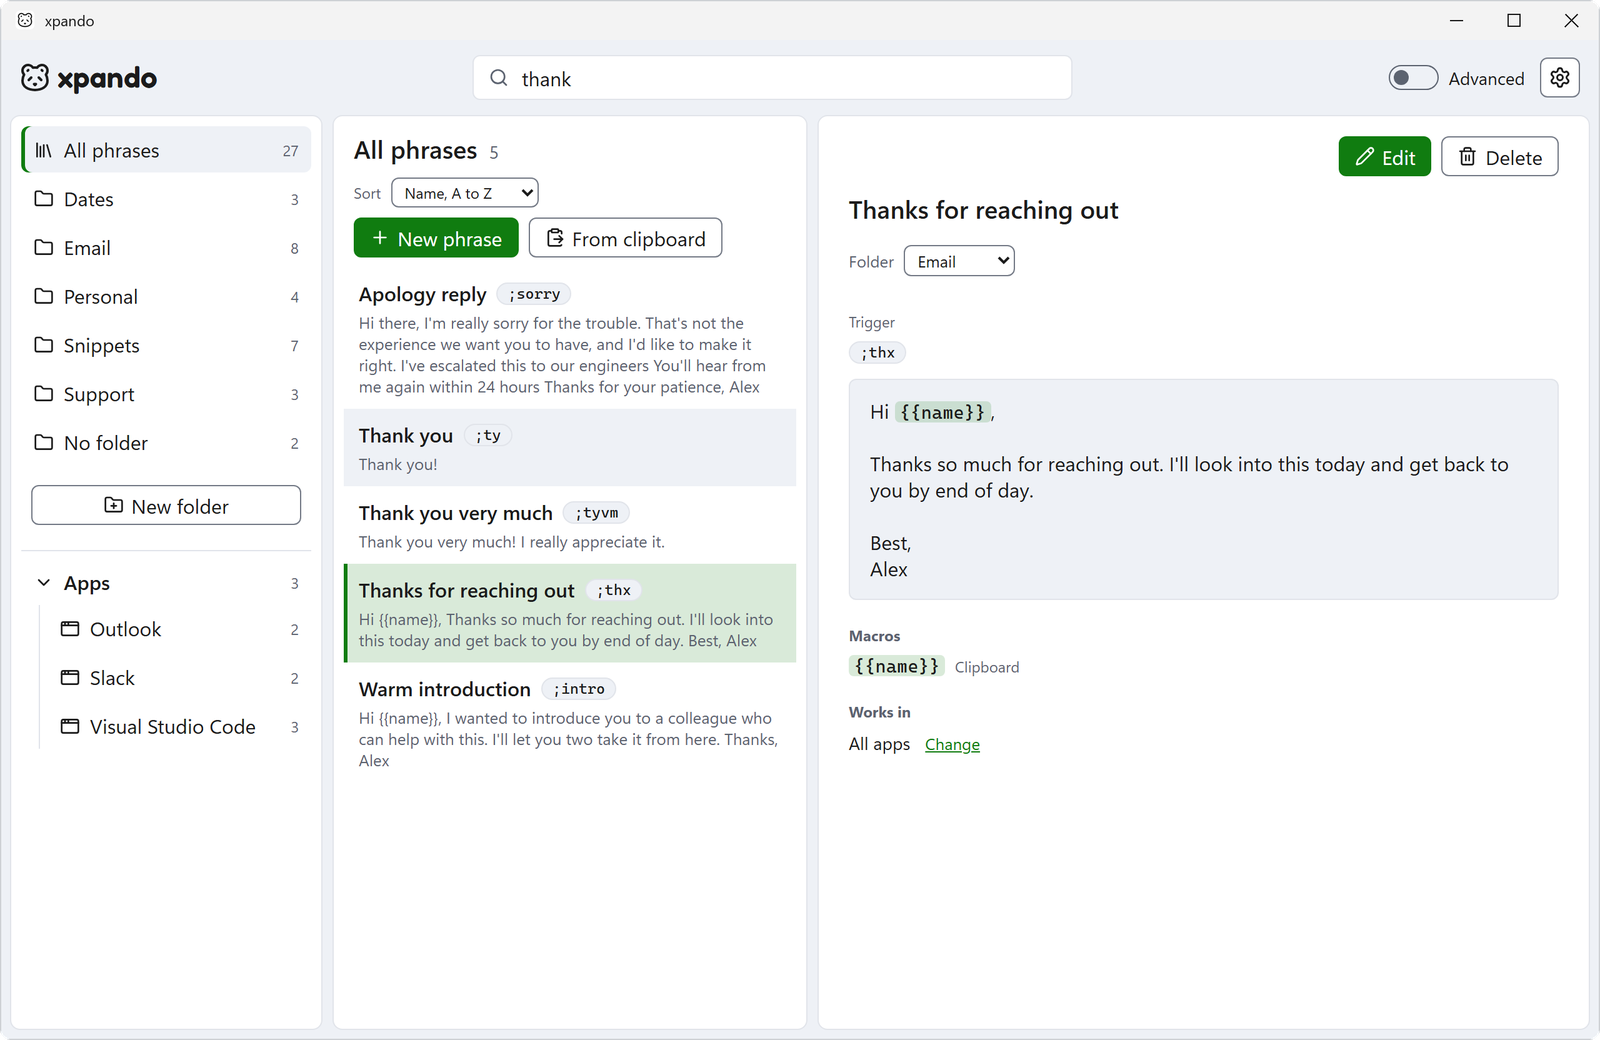 xpando
xpando
thank
Advanced
All phrases 27
Dates 3
Email 8
Personal 4
Snippets 7
Support 3
No folder 2
New folder
Apps 3
Outlook 2
Slack 2
Visual Studio Code 3
All phrases 5
Sort Name, A to Z
New phrase From clipboard
Apology reply ;sorry
Hi there, I'm really sorry for the trouble. That's not the
experience we want you to have, and I'd like to make it
right. I've escalated this to our engineers You'll hear from
me again within 24 hours Thanks for your patience, Alex
Thank you ;ty
Thank you!
Thank you very much ;tyvm
Thank you very much! I really appreciate it.
Thanks for reaching out ;thx
Hi {{name}}, Thanks so much for reaching out. I'll look into
this today and get back to you by end of day. Best, Alex
Warm introduction ;intro
Hi {{name}}, I wanted to introduce you to a colleague who
can help with this. I'll let you two take it from here. Thanks,
Alex
Edit Delete
Thanks for reaching out
Folder Email
Trigger
;thx
Hi {{name}},
Thanks so much for reaching out. I'll look into this today and get back to
you by end of day.
Best,
Alex
Macros
{{name}} Clipboard
Works in
All apps Change